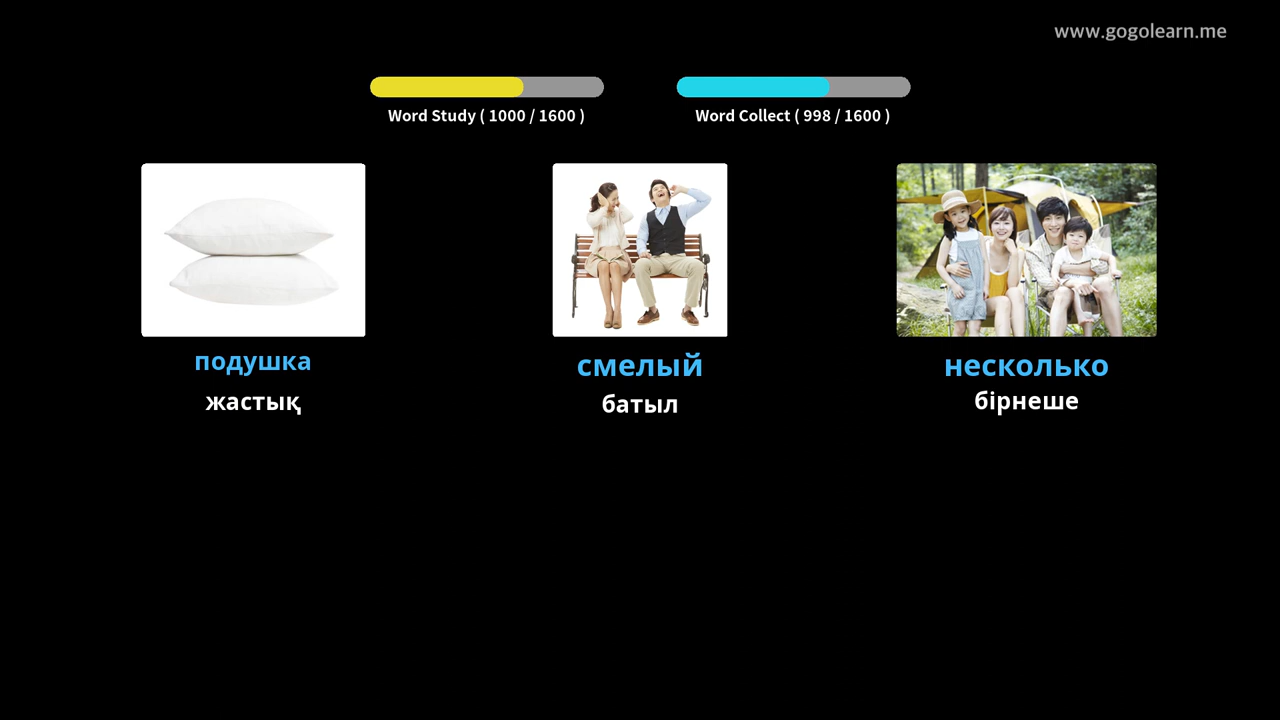 www.gogolearn.me
Word Study ( 1000 / 1600 )
Word Collect ( 998 / 1600 )
подушка
жастық
смелый
батыл
несколько
бірнеше